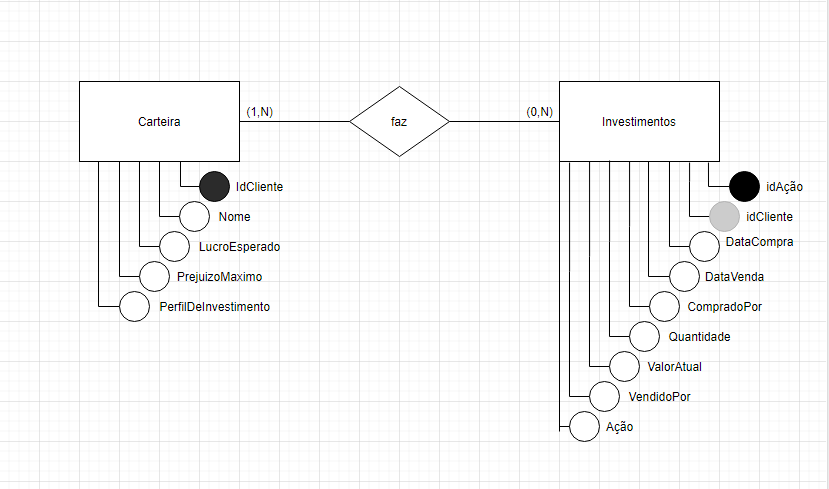 Carteira
(1,N)
faz
(0,N)
Investimentos
IdCliente
Nome
LucroEsperado
PrejuizoMaximo
PerfilDeInvestimento
idAção
idCliente
DataCompra
DataVenda
CompradoPor
Quantidade
ValorAtual
VendidoPor
Ação